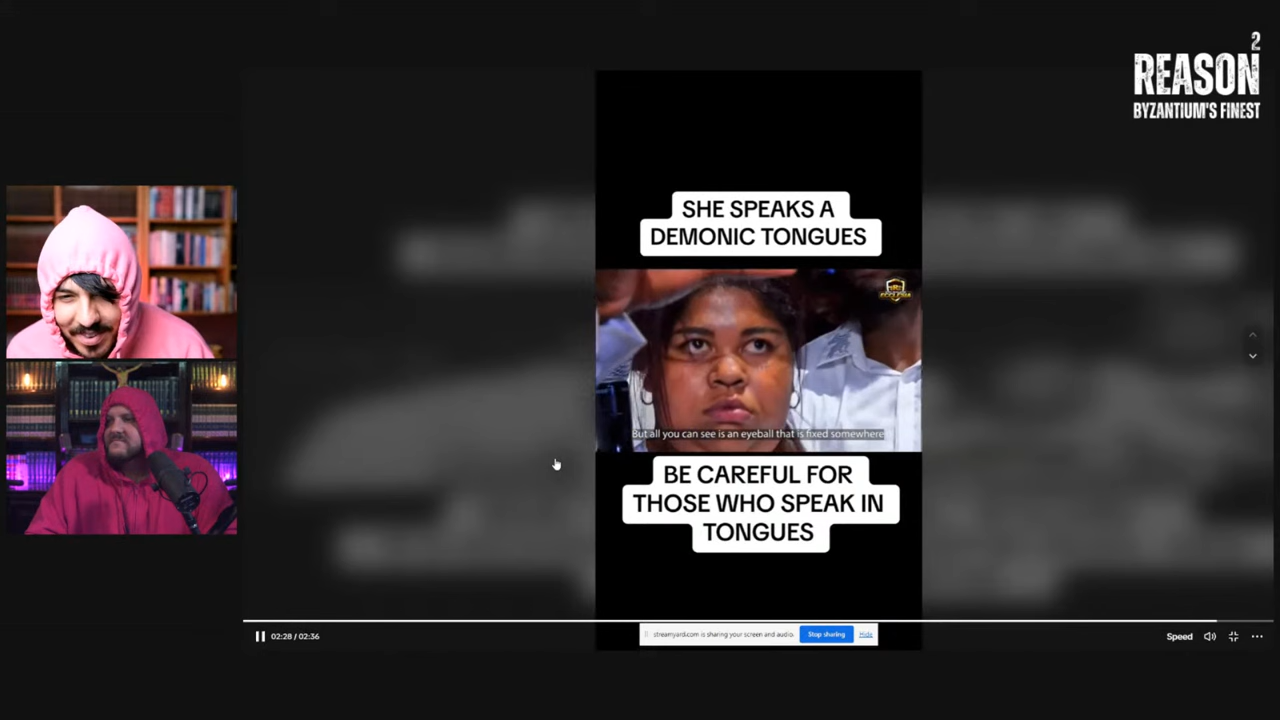 2
REASON
BYZANTIUM'S FINEST
SHE SPEAKS A
DEMONIC TONGUES
But all you can see is an eyeball that is fixed somewhere
BE CAREFUL FOR
THOSE WHO SPEAK IN
TONGUES
streamyard.com is sharing your screen and audio.
Stop sharing
Hide
02:28 / 02:36
Speed